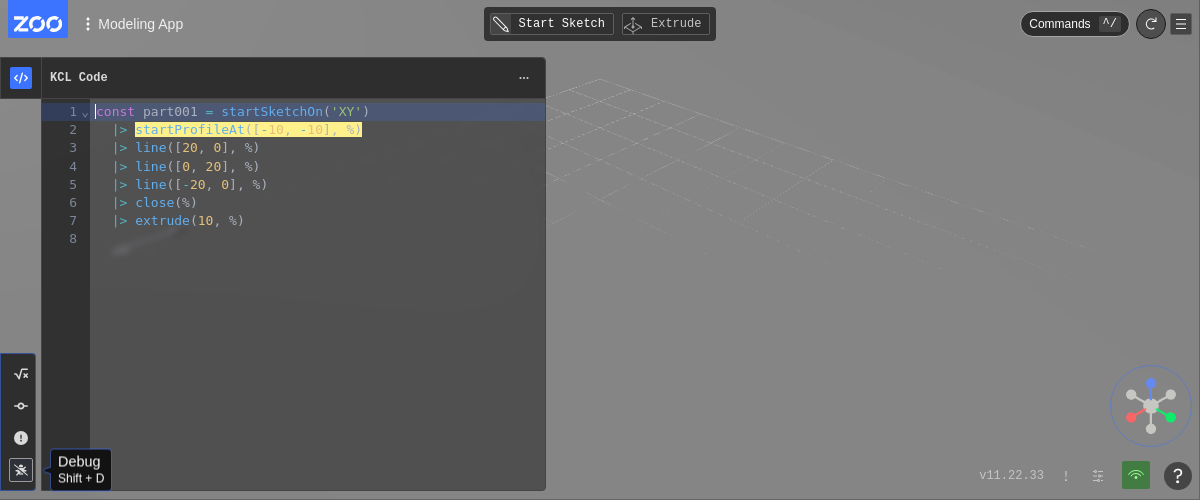 ZOO
Modeling App
Start Sketch
Extrude
Commands ^/
KCL Code
...
1 const part001 = startSketchOn('XY')
2   |> startProfileAt([-10, -10], %)
3   |> line([20, 0], %)
4   |> line([0, 20], %)
5   |> line([-20, 0], %)
6   |> close(%)
7   |> extrude(10, %)
8
Debug
Shift + D
v11.22.33
!
?